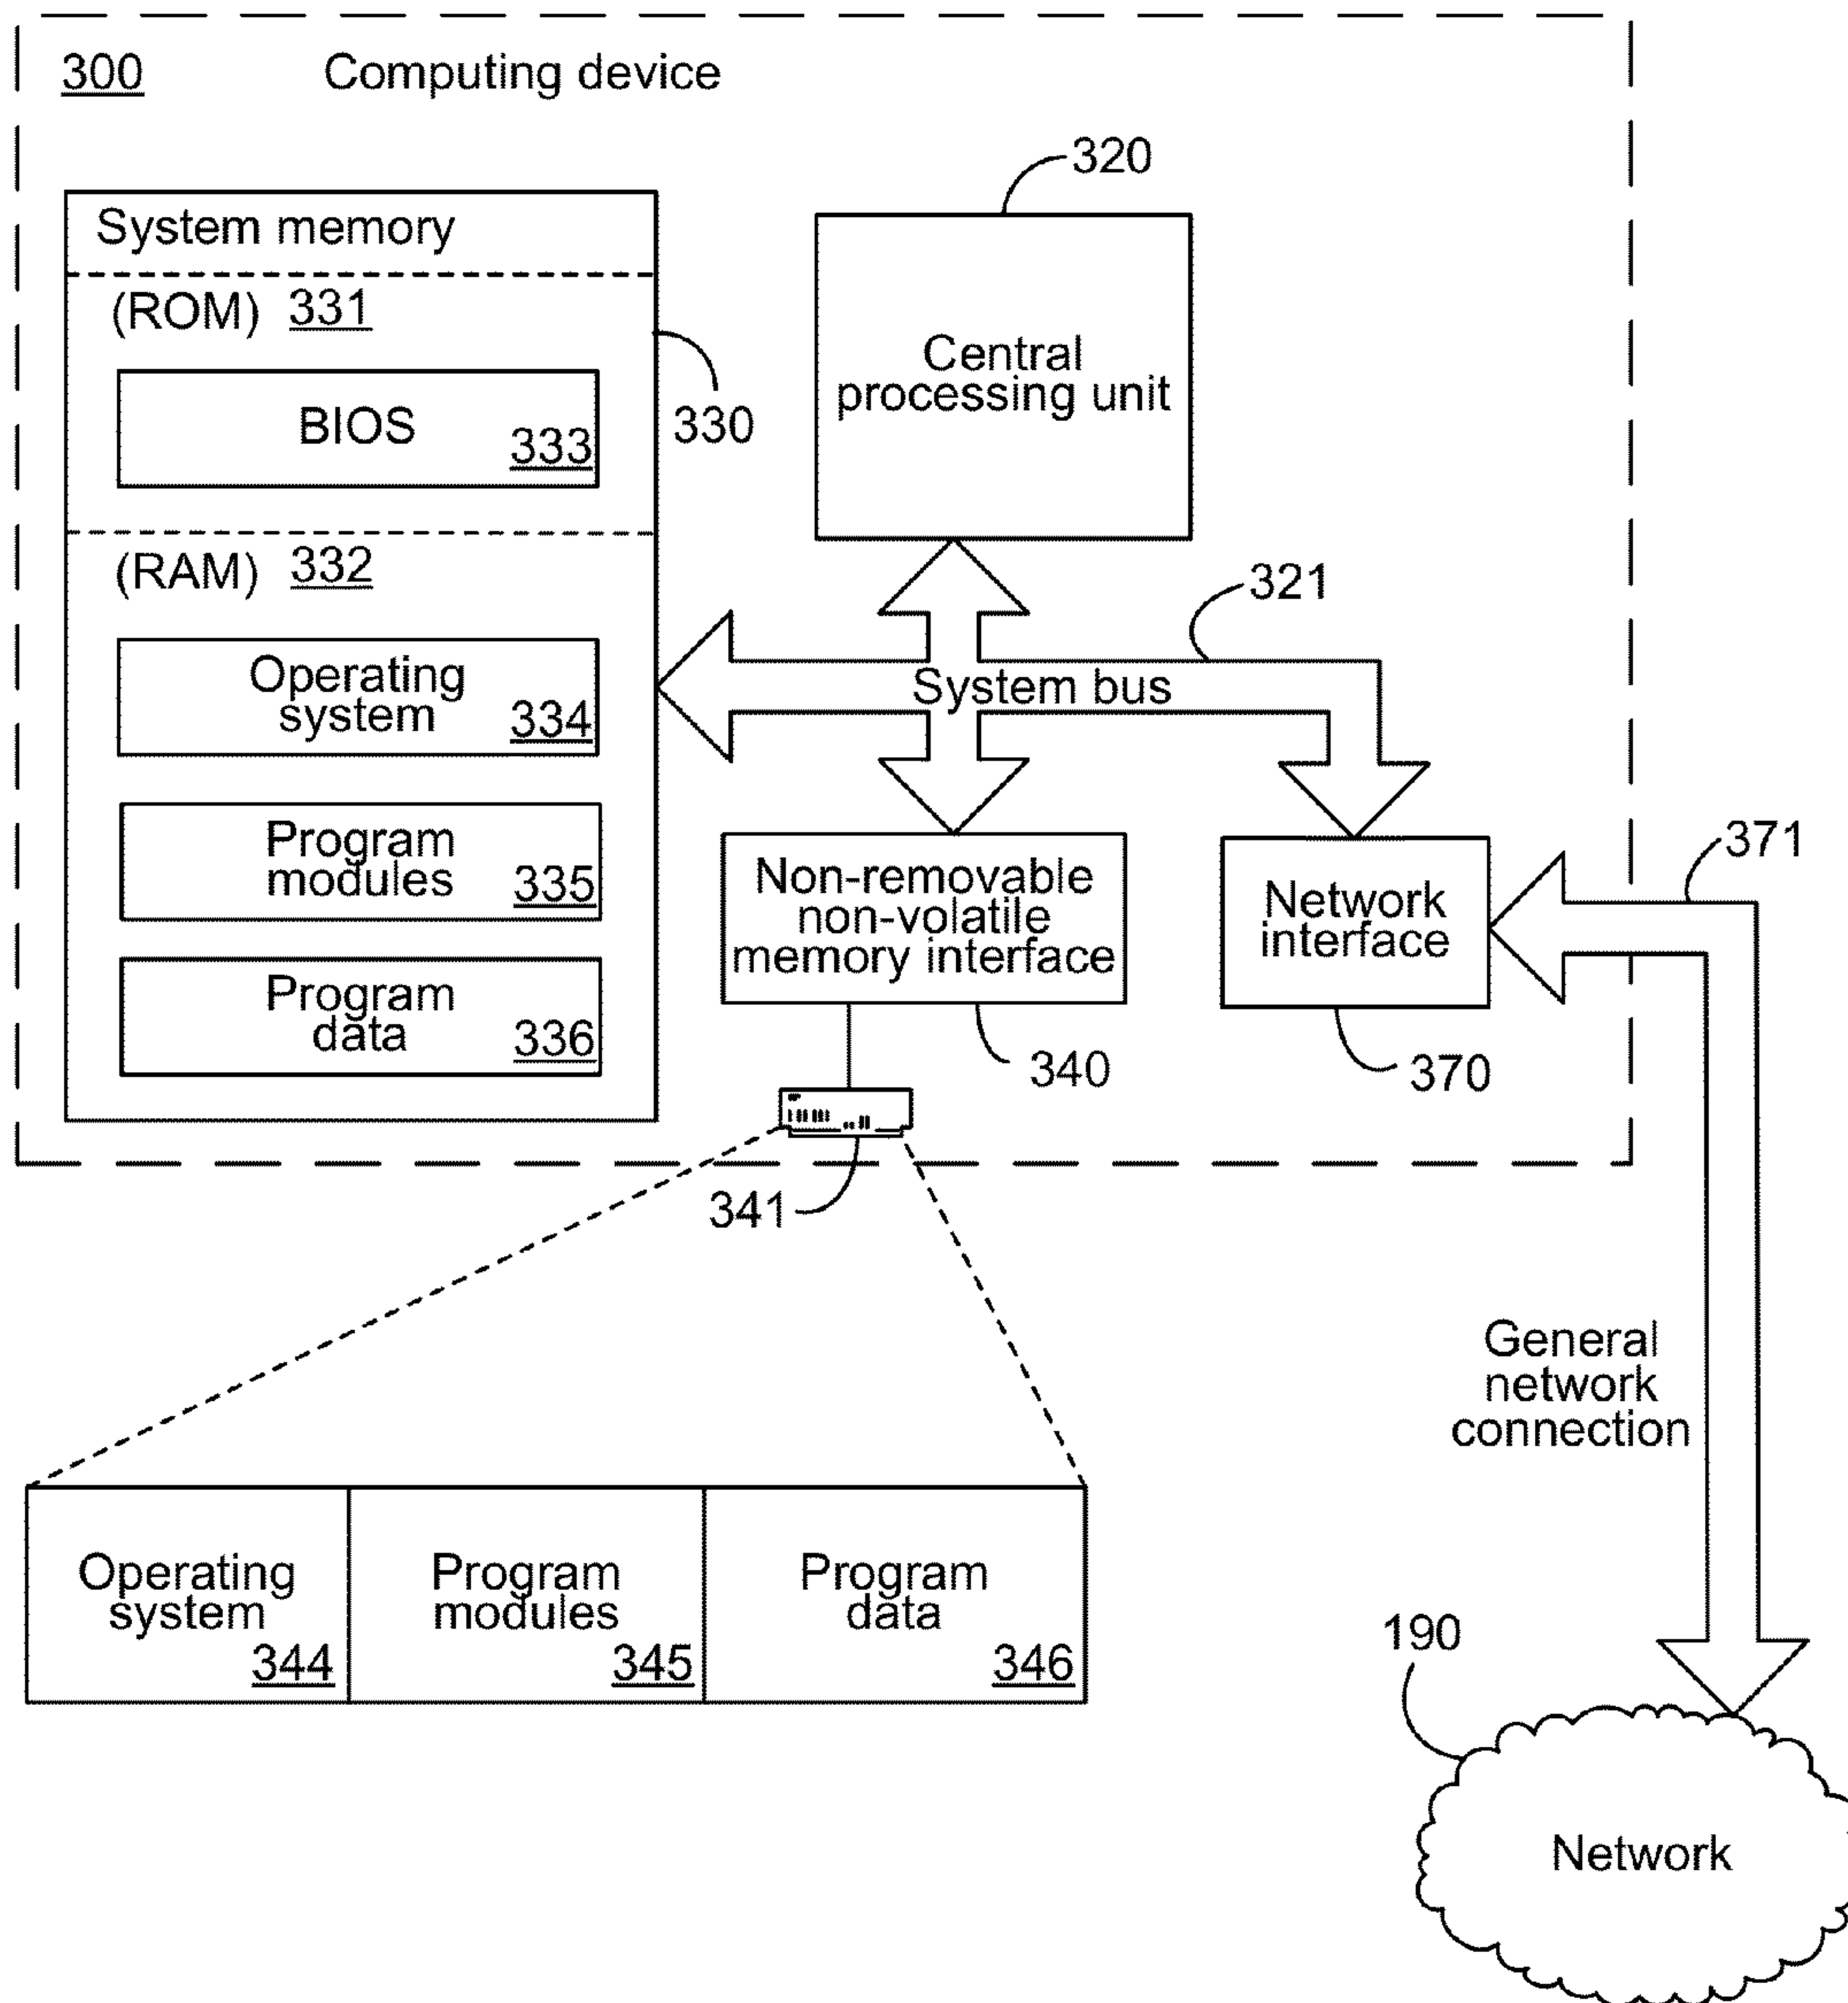 300 Computing device
320
System memory
(ROM) 331
BIOS 333
330
Central
processing unit
(RAM) 332
321
Operating
system 334
System bus
Program
modules 335
Program
data 336
Non-removable
non-volatile
memory interface
340
Network
interface
370
371
341
General
network
connection
Operating
system
344
Program
modules
345
Program
data
346
190
Network